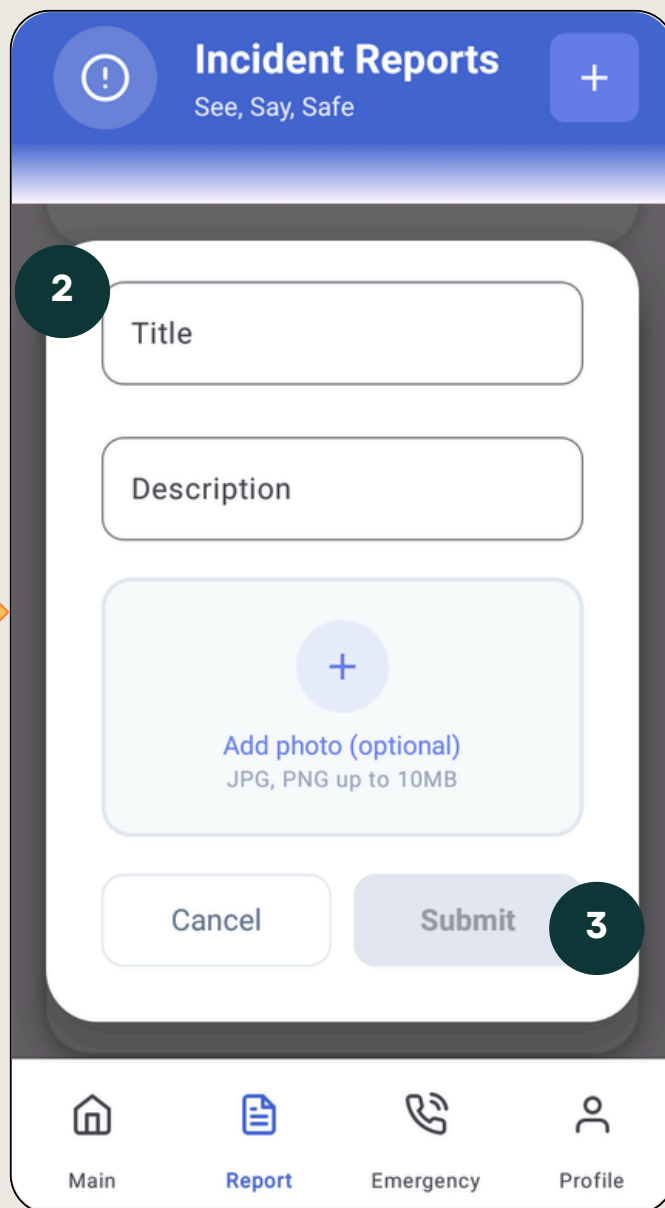 Incident Reports
See, Say, Safe
2
Title
Description
Add photo (optional)
JPG, PNG up to 10MB
Cancel
Submit
3
Main
Report
Emergency
Profile